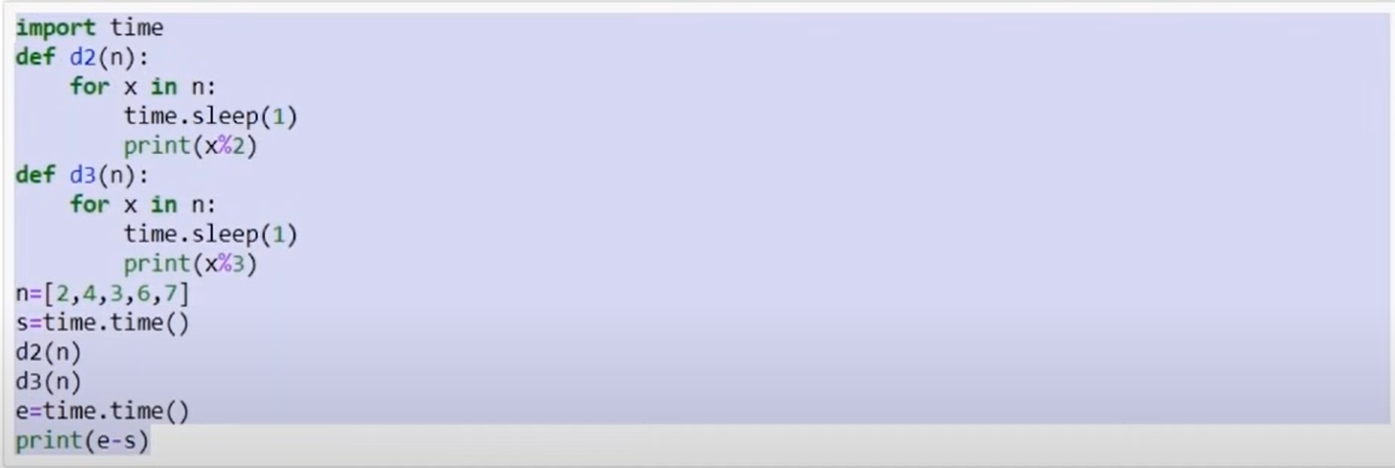 import time
def d2(n):
    for x in n:
        time.sleep(1)
        print(x%2)
def d3(n):
    for x in n:
        time.sleep(1)
        print(x%3)
n=[2,4,3,6,7]
s=time.time()
d2(n)
d3(n)
e=time.time()
print(e-s)